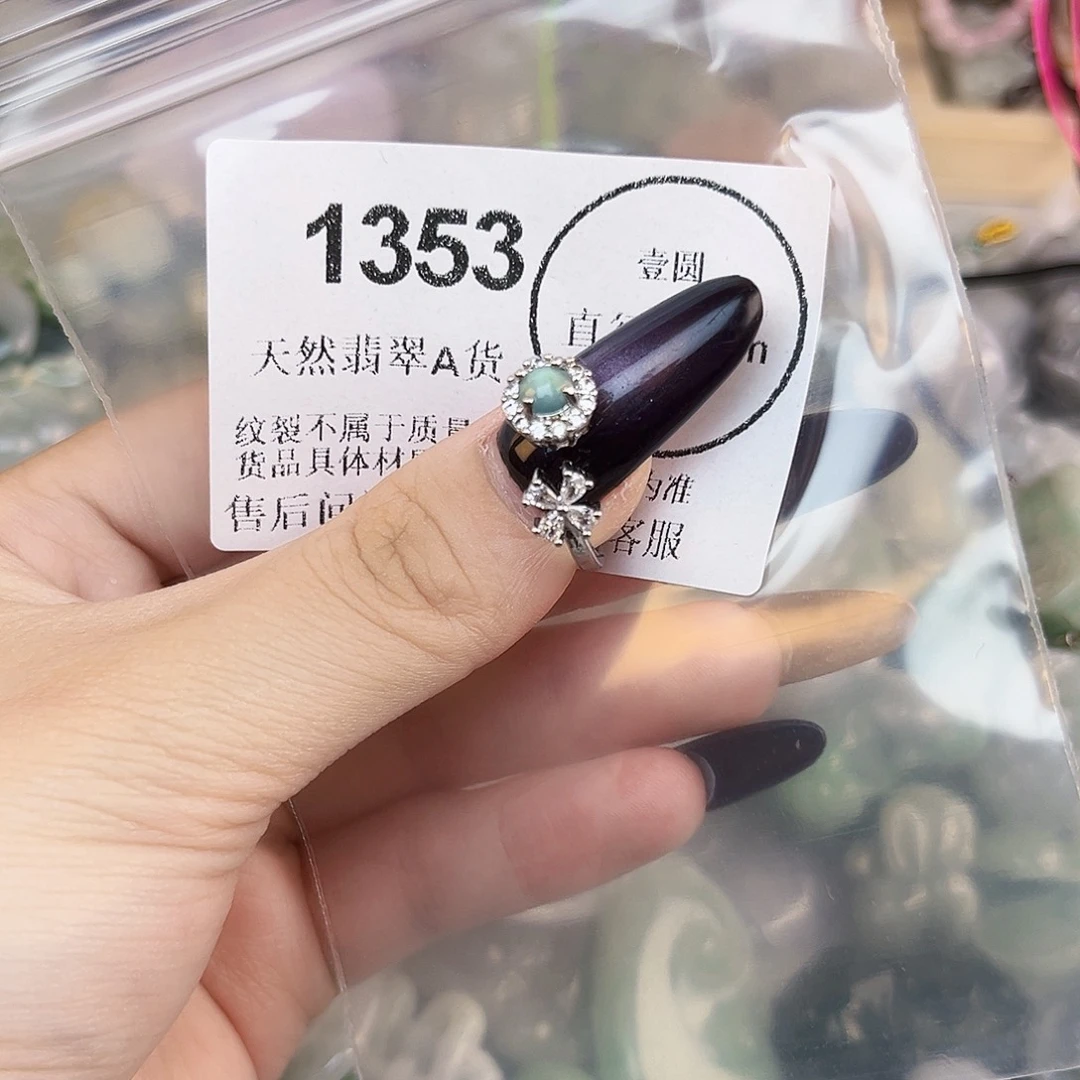 1353
壹圆
天然翡翠A货
纹裂不属于质量
货品具体材
为准
售后问
客服